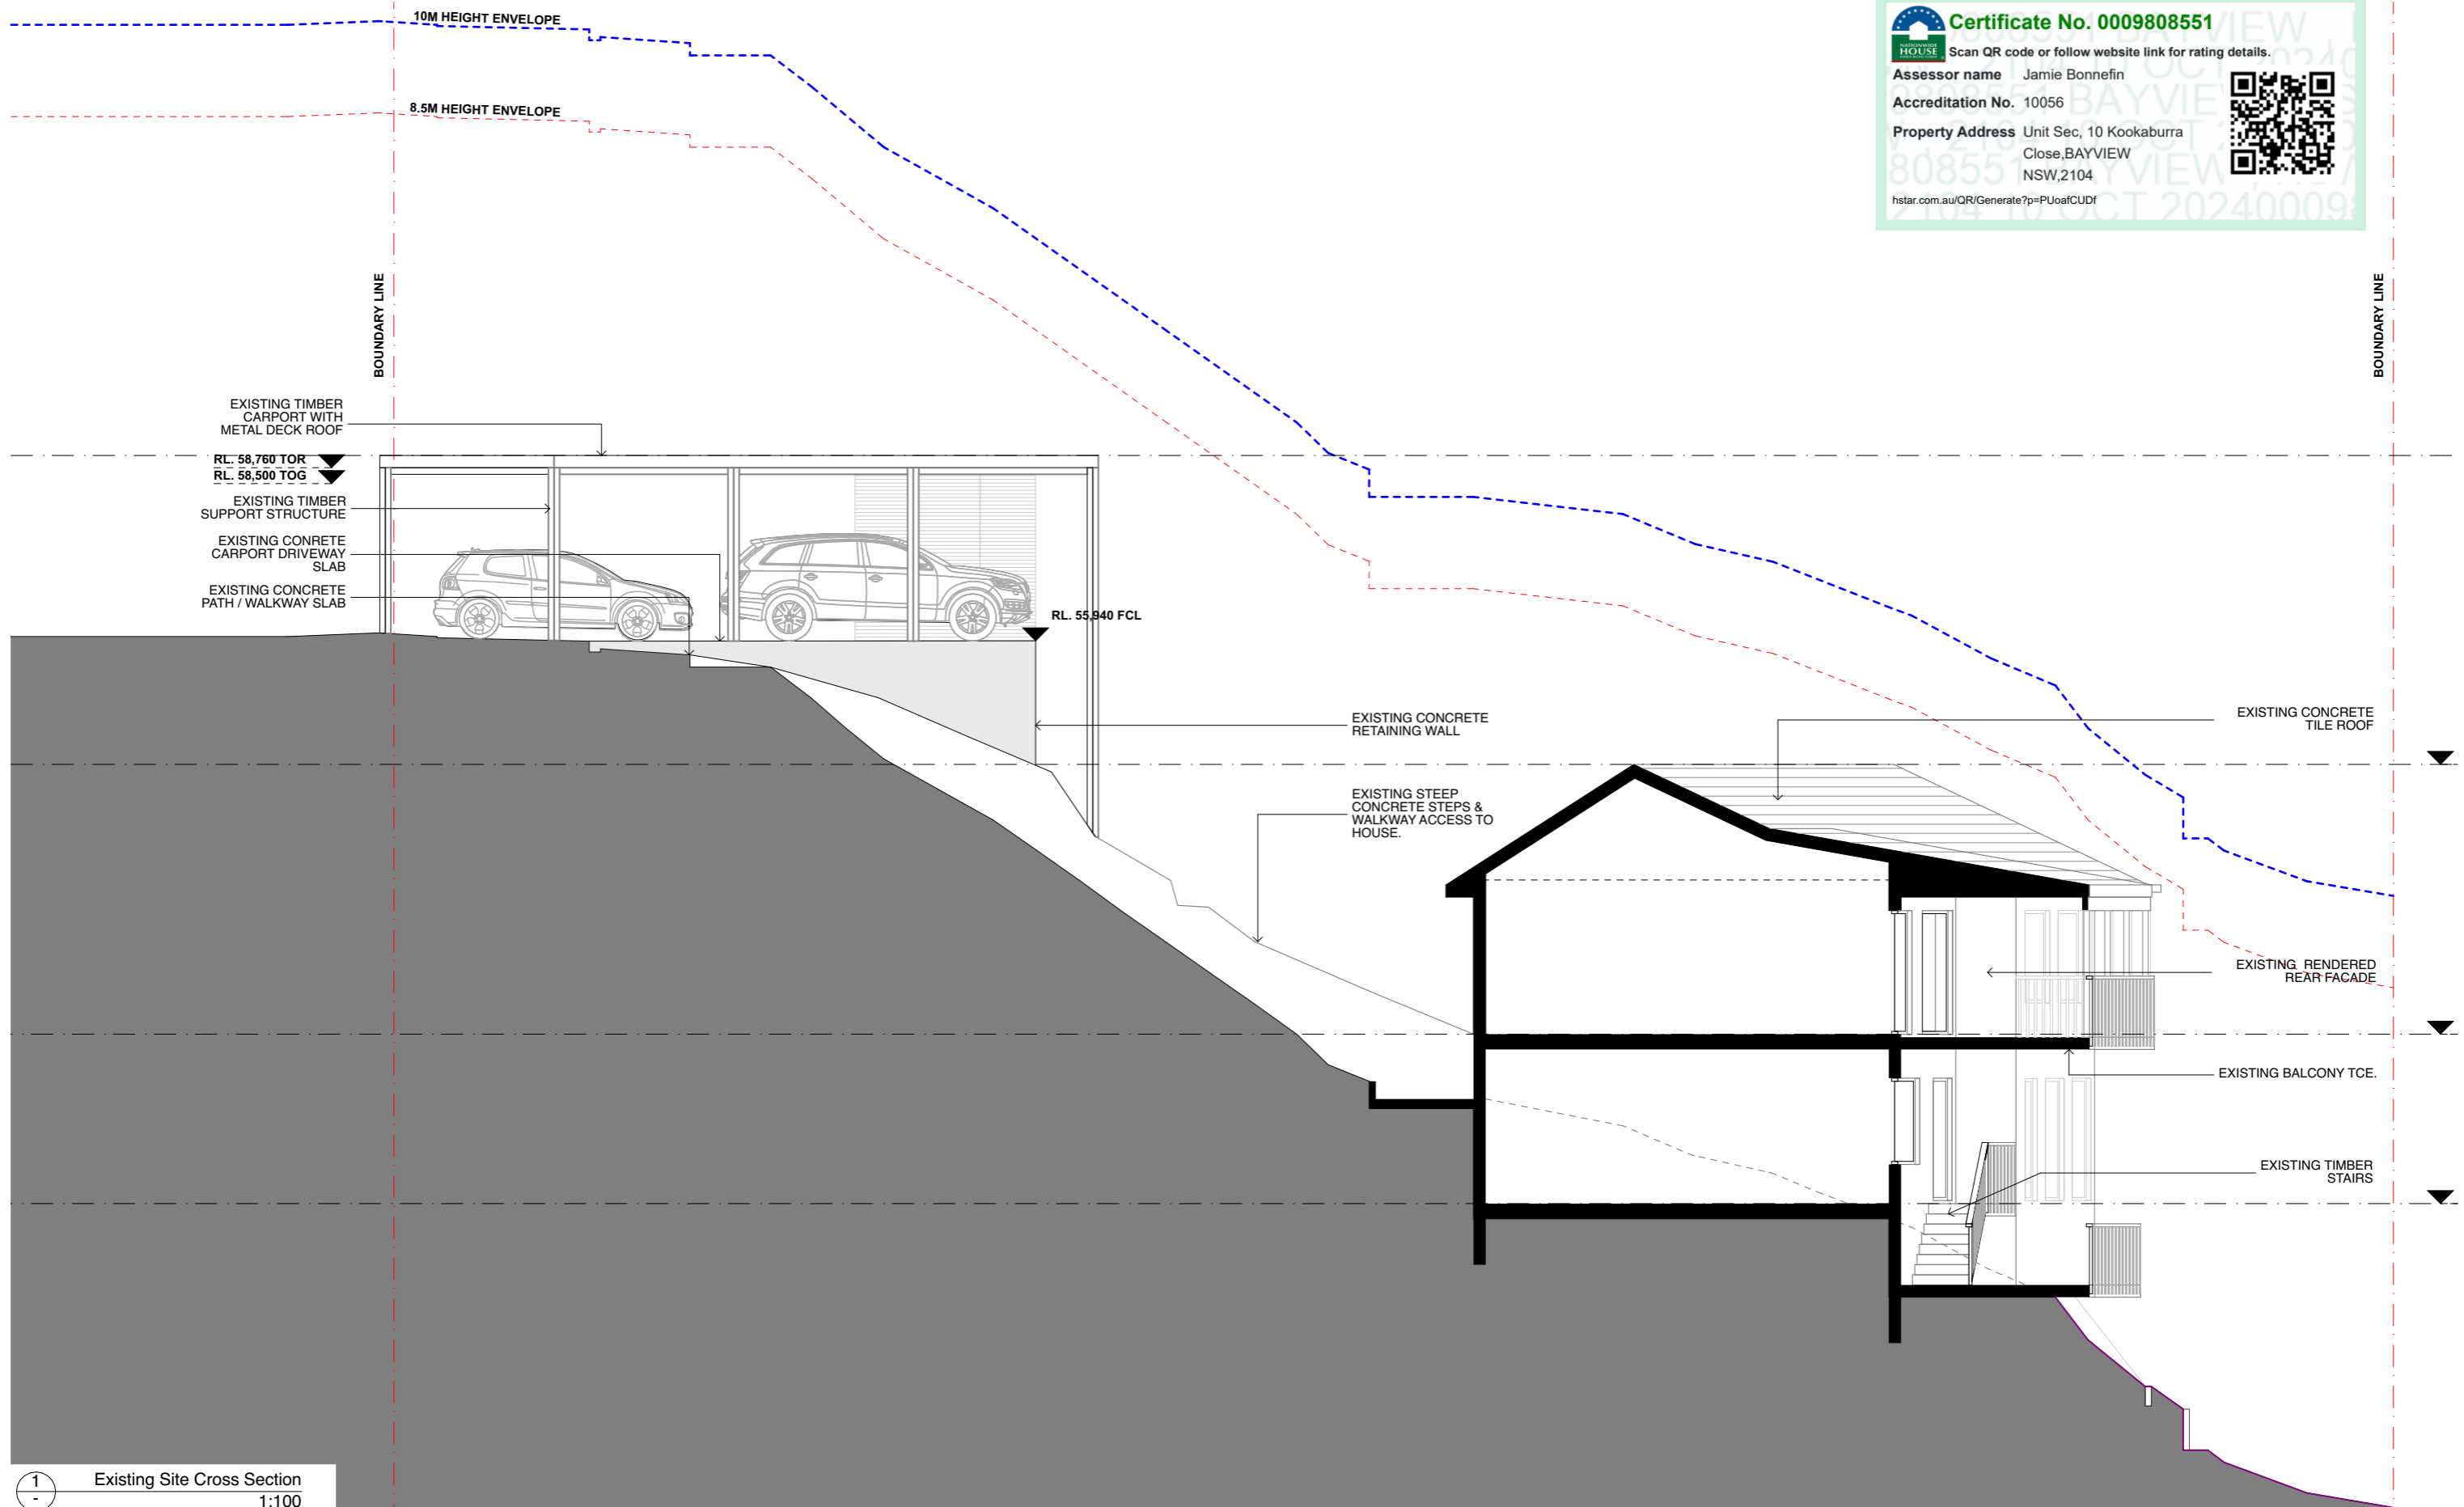 10M HEIGHT ENVELOPE
8.5M HEIGHT ENVELOPE
NATIONWIDE
HOUSE
Certificate No. 0009808551
Scan QR code or follow website link for rating details.
Assessor name Jamie Bonnefin
Accreditation No. 10056
Property Address Unit Sec, 10 Kookaburra
Close,BAYVIEW
NSW,2104
hstar.com.au/QR/Generate?p=PUoafCUDf
BOUNDARY LINE
BOUNDARY LINE
EXISTING TIMBER
CARPORT WITH
METAL DECK ROOF
RL. 58,760 TOR
RL. 58,500 TOG
EXISTING TIMBER
SUPPORT STRUCTURE
EXISTING CONRETE
CARPORT DRIVEWAY
SLAB
EXISTING CONCRETE
PATH / WALKWAY SLAB
RL. 55,940 FCL
EXISTING CONCRETE
RETAINING WALL
EXISTING CONCRETE
TILE ROOF
EXISTING STEEP
CONCRETE STEPS &
WALKWAY ACCESS TO
HOUSE.
EXISTING RENDERED
REAR FACADE
EXISTING BALCONY TCE.
EXISTING TIMBER
STAIRS
1
-
Existing Site Cross Section
1:100